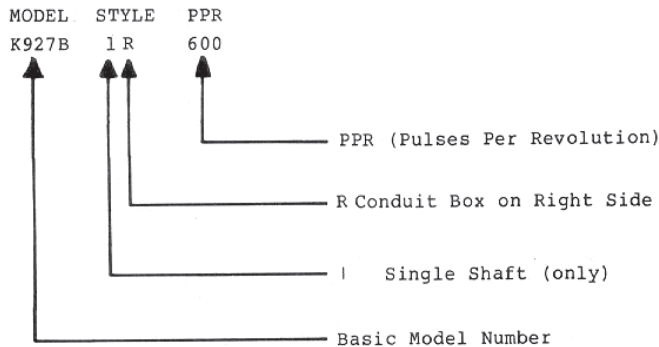 MODEL STYLE PPR
K927B 1 R 600
PPR (Pulses Per Revolution)
R Conduit Box on Right Side
| Single Shaft (only)
Basic Model Number